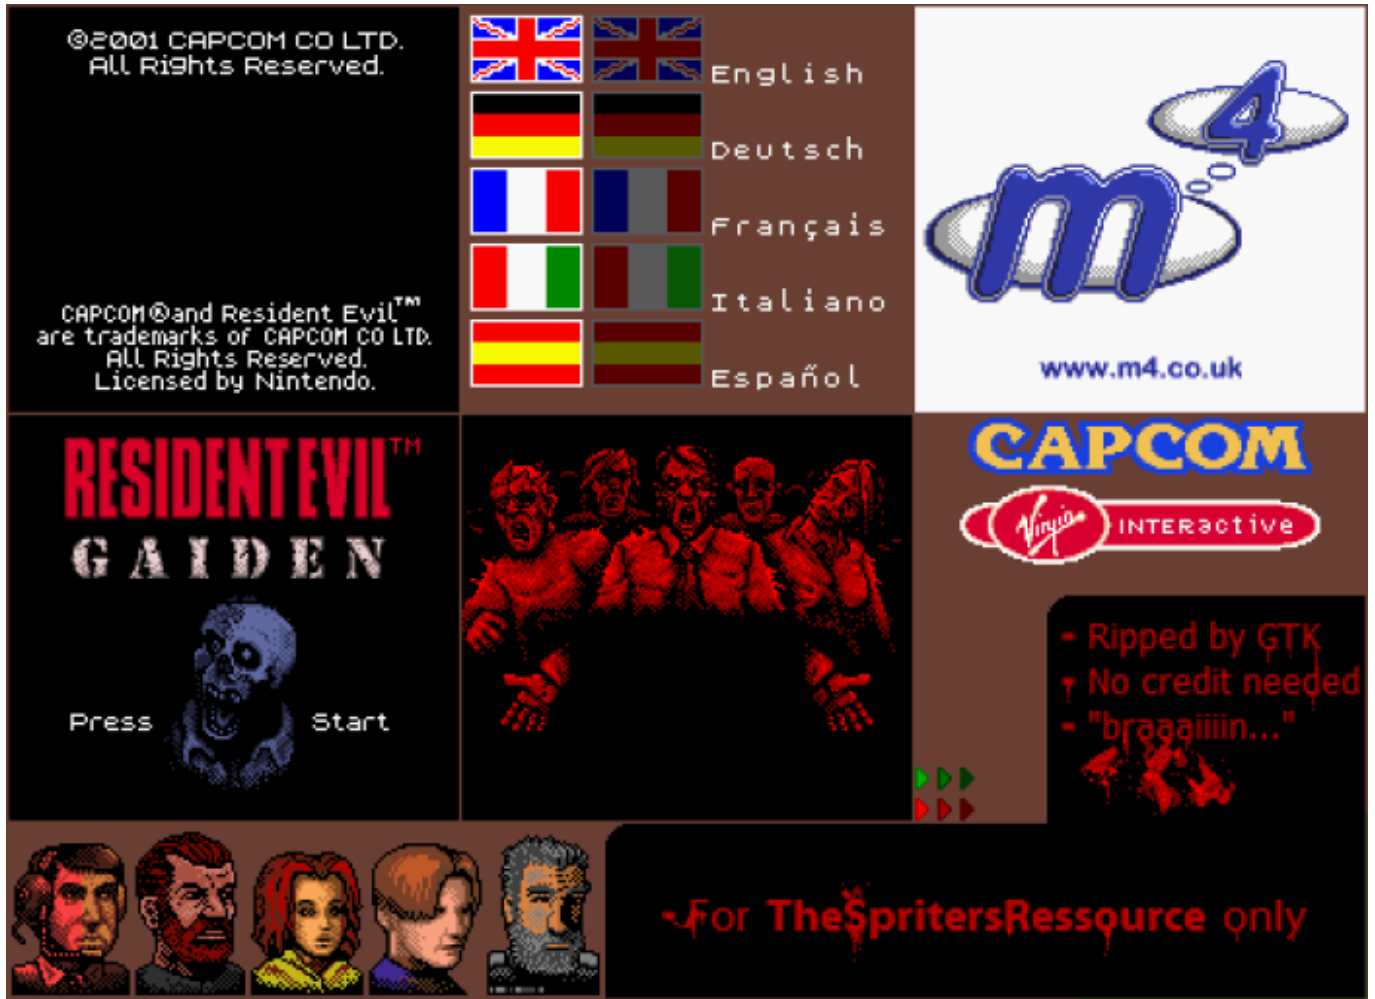 ©2001 CAPCOM CO LTD.
All Rights Reserved.
CAPCOM®and Resident Evil™
are trademarks of CAPCOM CO LTD.
All Rights Reserved.
Licensed by Nintendo.
English
Deutsch
Français
Italiano
Español
m4
www.m4.co.uk
RESIDENT EVIL™
GAIDEN
Press Start
CAPCOM
Virgin INTERactive
- Ripped by GTK
- No credit needed
- "braaaiiiiin..."
For TheSpritersRessource only